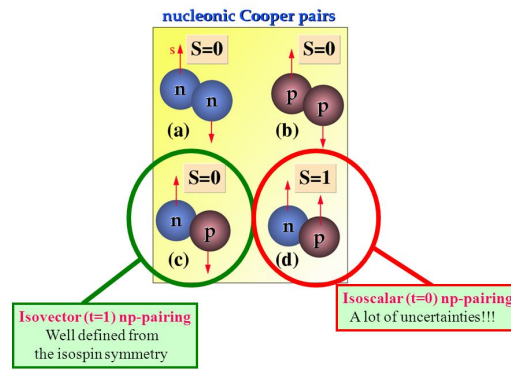 nucleonic Cooper pairs
s S=0 S=0
n n p p
(a) (b)
S=0 S=1
n p n p
(c) (d)
Isovector (t=1) np-pairing
Well defined from
the isospin symmetry
Isoscalar (t=0) np-pairing
A lot of uncertainties!!!